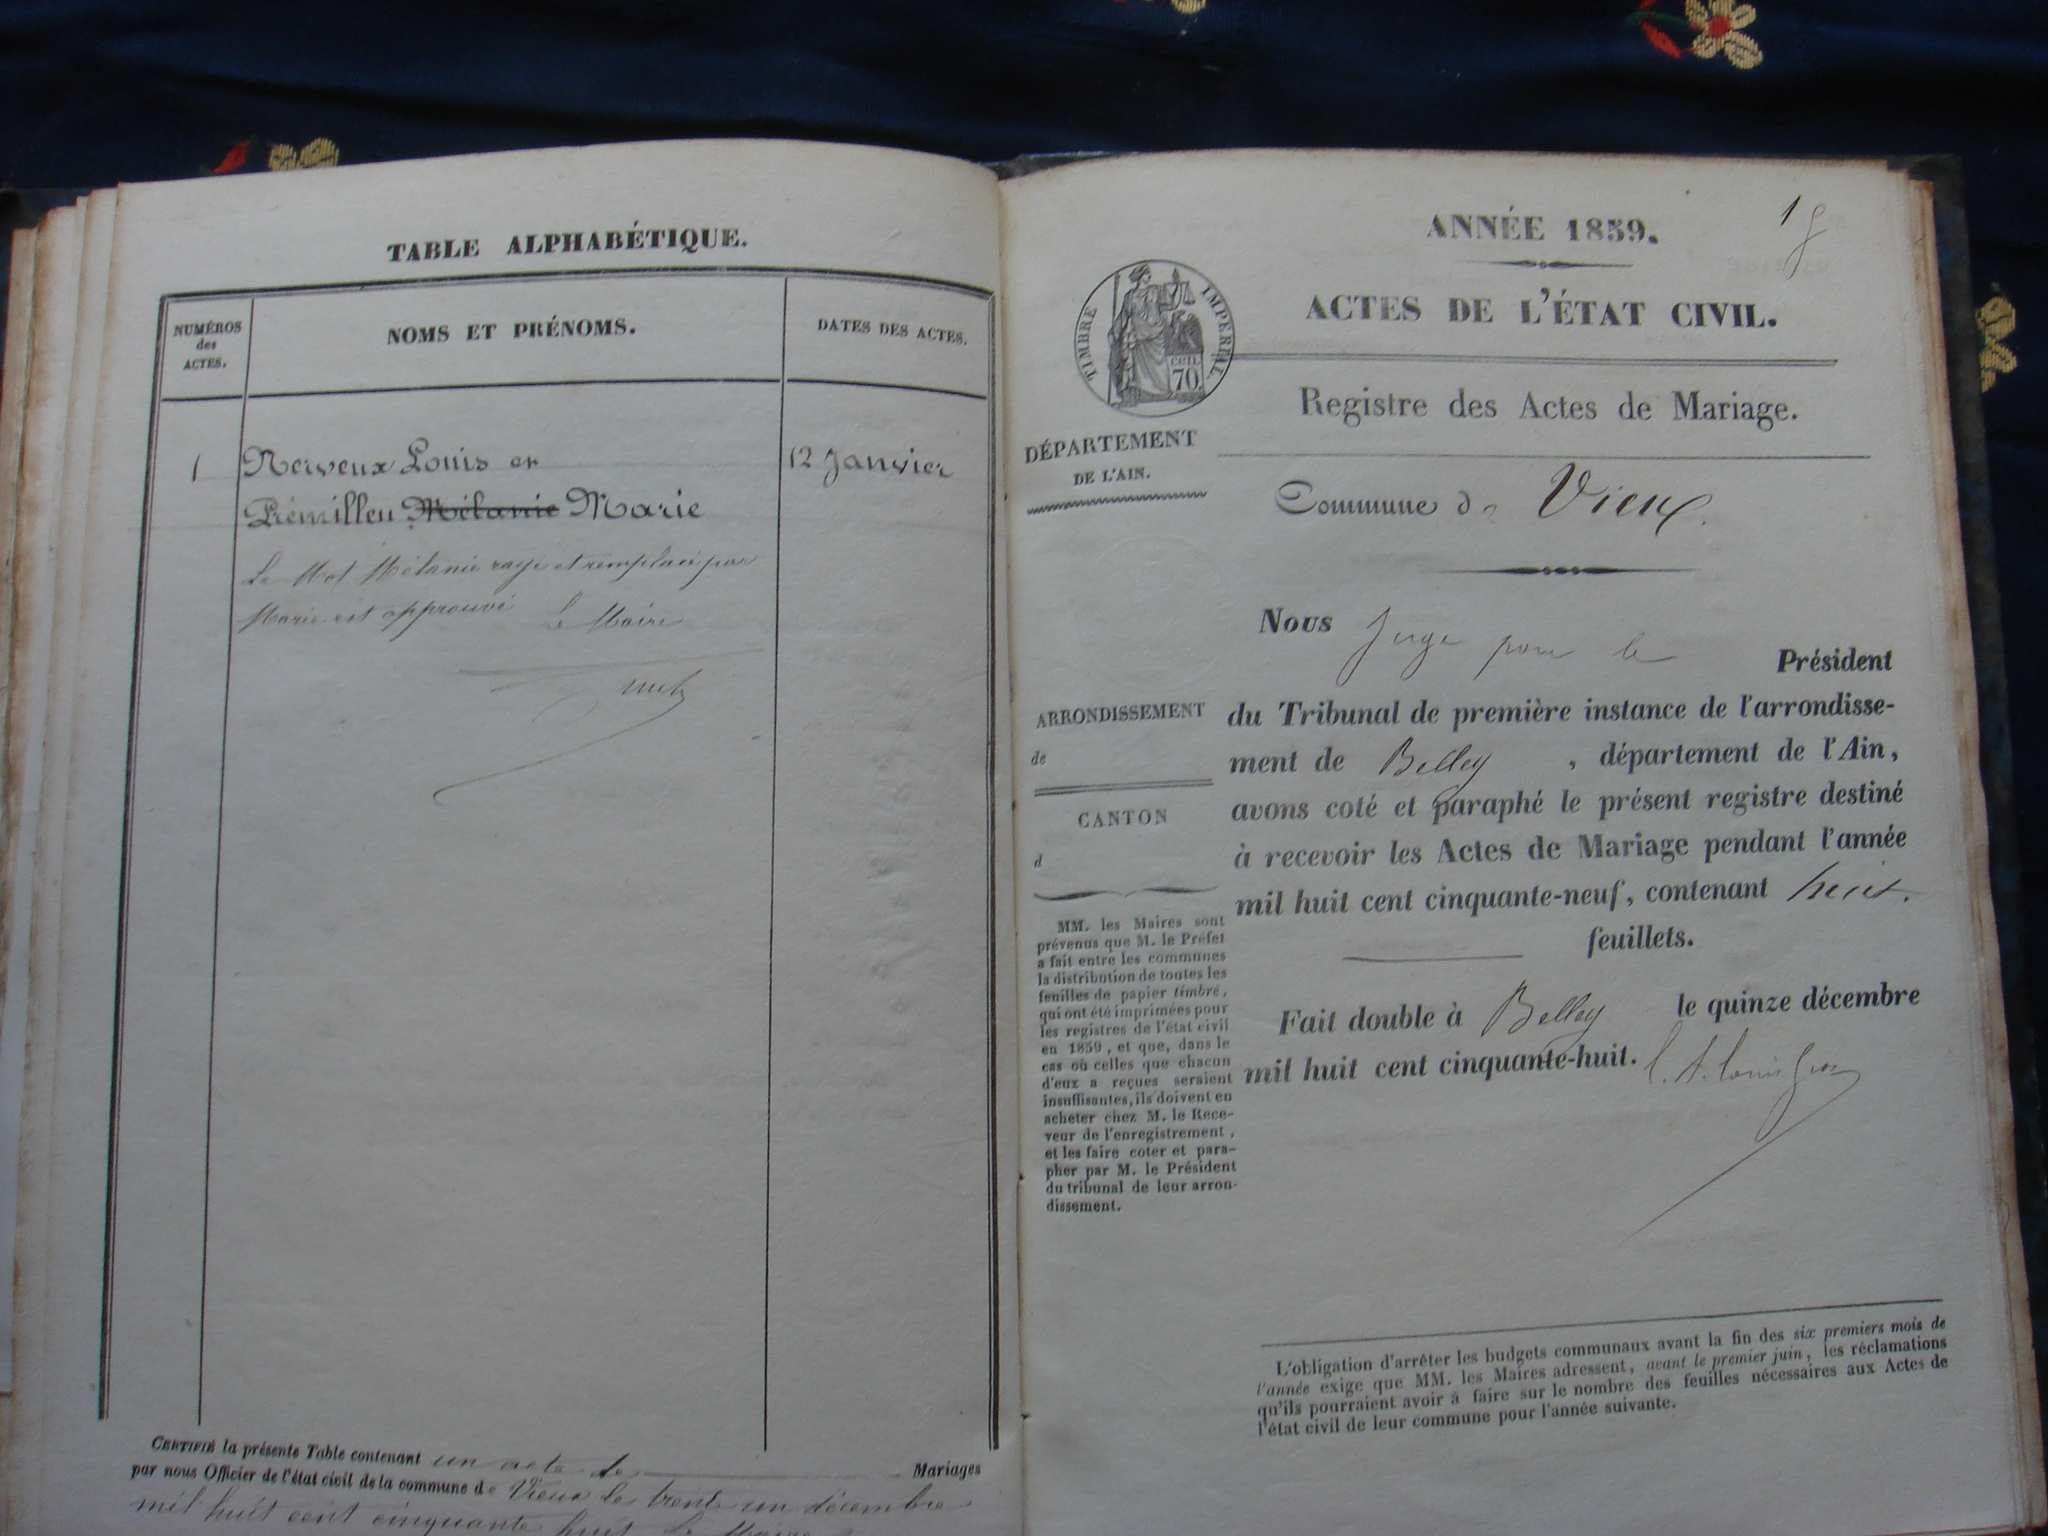 TABLE ALPHABÉTIQUE.
NUMÉROS
des
ACTES.
NOMS ET PRÉNOMS.
DATES DES ACTES.
1 Nerveux Louis et 12 Janvier
Prémilleu Mélanie Marie
Le Mot Mélanie rayé et remplacé par
Marie est approuvé Le Maire
CERTIFIÉ la présente Table contenant un acte de Mariages
par nous Officier de l'état civil de la commune de Vieux le trente un décembre
mil huit cent cinquante huit Le Maire
1
ANNÉE 1859.
TIMBRE IMPERIAL
CENT.
70
ACTES DE L'ÉTAT CIVIL.
Registre des Actes de Mariage.
DÉPARTEMENT
DE L'AIN.
Commune de Vieux.
Nous Juge pour le Président
du Tribunal de première instance de l'arrondisse-
ment de Belley , département de l'Ain,
avons coté et paraphé le présent registre destiné
à recevoir les Actes de Mariage pendant l'année
mil huit cent cinquante-neuf, contenant huit.
feuillets.
Fait double à Belley le quinze décembre
mil huit cent cinquante-huit.
ARRONDISSEMENT
de
CANTON
d
MM. les Maires sont
prévenus que M. le Préfet
a fait entre les communes
la distribution de toutes les
feuilles de papier timbré,
qui ont été imprimées pour
les registres de l'état civil
en 1859, et que, dans le
cas où celles que chacun
d'eux a reçues seraient
insuffisantes, ils doivent en
acheter chez M. le Rece-
veur de l'enregistrement,
et les faire coter et para-
pher par M. le Président
du tribunal de leur arron-
dissement.
L'obligation d'arrêter les budgets communaux avant la fin des six premiers mois de
l'année exige que MM. les Maires adressent, avant le premier juin, les réclamations
qu'ils pourraient avoir à faire sur le nombre des feuilles nécessaires aux Actes de
l'état civil de leur commune pour l'année suivante.